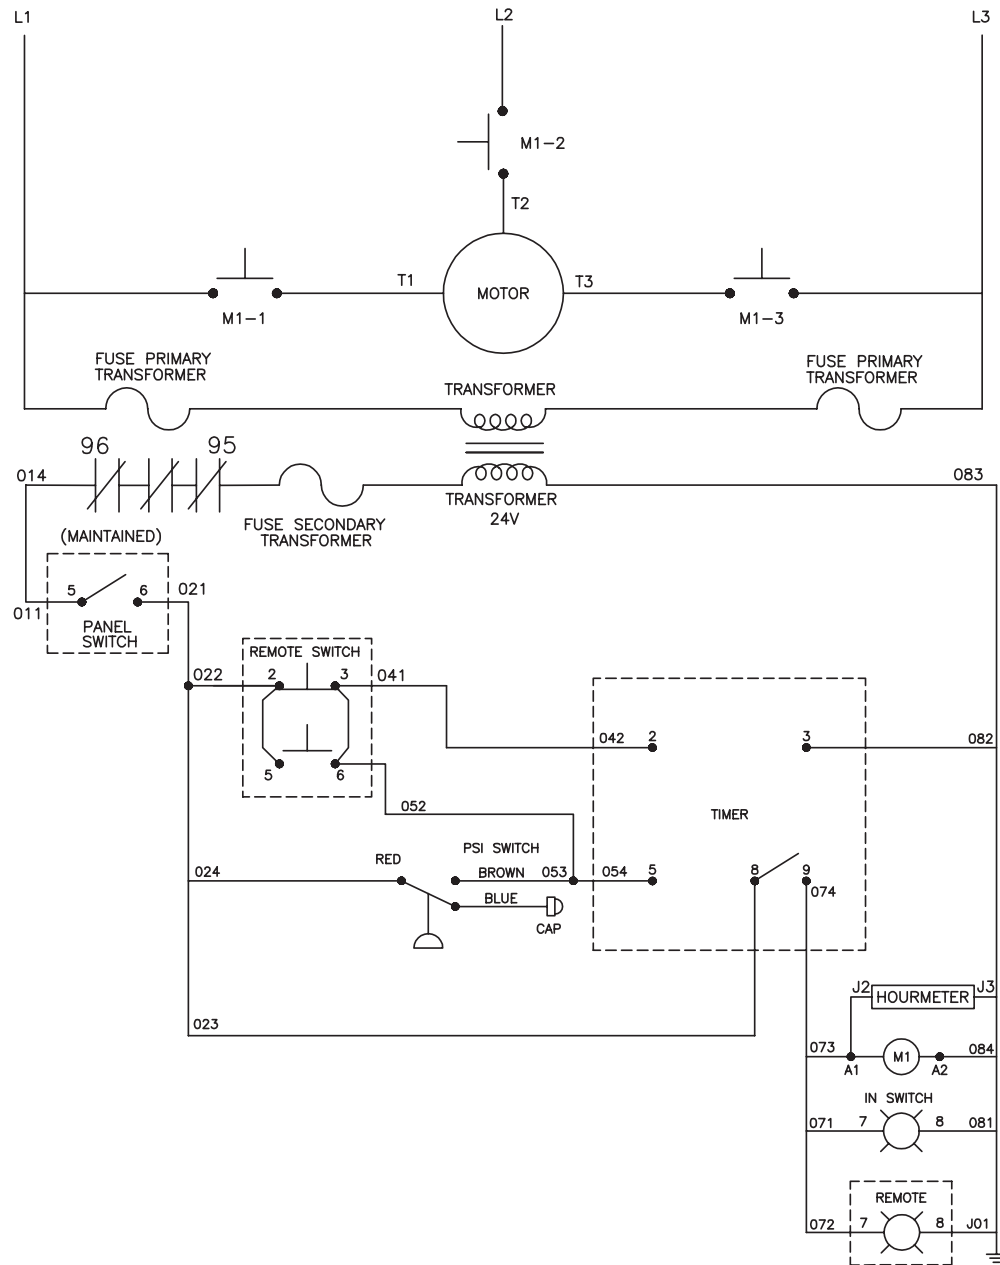 L1
L2
L3
M1-2
T2
T1
MOTOR
T3
M1-1
M1-3
FUSE PRIMARY
TRANSFORMER
TRANSFORMER
FUSE PRIMARY
TRANSFORMER
96
95
014
083
TRANSFORMER
24V
FUSE SECONDARY
TRANSFORMER
(MAINTAINED)
5
6
021
011
PANEL
SWITCH
REMOTE SWITCH
022
2
3
041
5
6
042
2
3
082
052
TIMER
PSI SWITCH
RED
024
BROWN
053
054
5
8
9
074
BLUE
CAP
023
J2
HOURMETER
J3
073
M1
084
A1
A2
IN SWITCH
071
7
8
081
REMOTE
072
7
8
J01